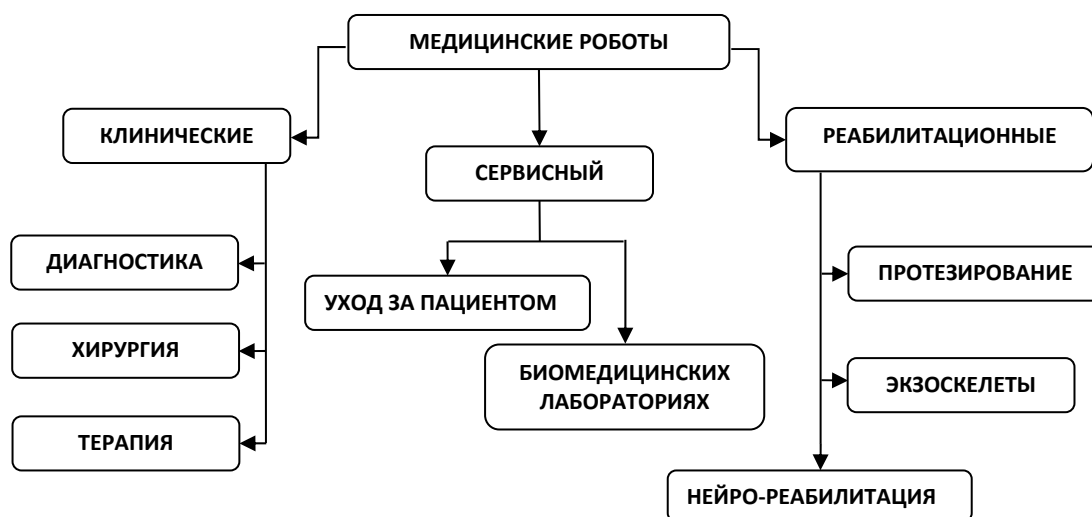 МЕДИЦИНСКИЕ РОБОТЫ
КЛИНИЧЕСКИЕ
РЕАБИЛИТАЦИОННЫЕ
СЕРВИСНЫЙ
ДИАГНОСТИКА
ПРОТЕЗИРОВАНИЕ
УХОД ЗА ПАЦИЕНТОМ
ХИРУРГИЯ
БИОМЕДИЦИНСКИХ
ЛАБОРАТОРИЯХ
ЭКЗОСКЕЛЕТЫ
ТЕРАПИЯ
НЕЙРО-РЕАБИЛИТАЦИЯ